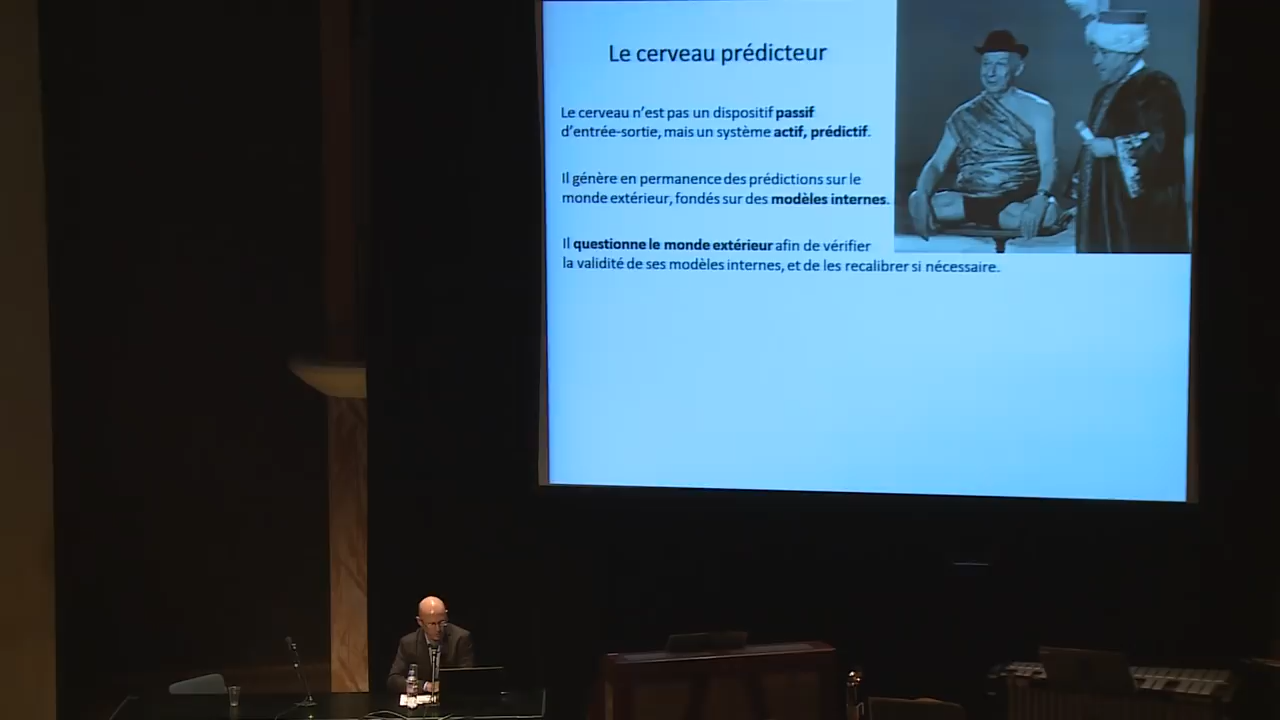 Le cerveau prédicteur
Le cerveau n'est pas un dispositif passif
d'entrée-sortie, mais un système actif, prédictif.
Il génère en permanence des prédictions sur le
monde extérieur, fondés sur des modèles internes.
Il questionne le monde extérieur afin de vérifier
la validité de ses modèles internes, et de les recalibrer si nécessaire.